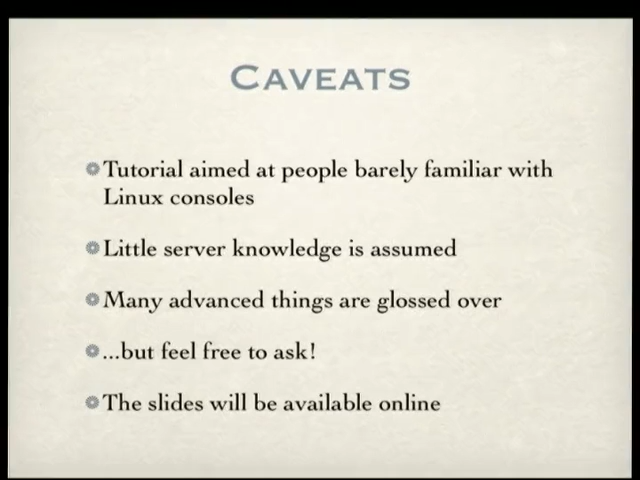 CAVEATS
Tutorial aimed at people barely familiar with
Linux consoles
Little server knowledge is assumed
Many advanced things are glossed over
...but feel free to ask!
The slides will be available online